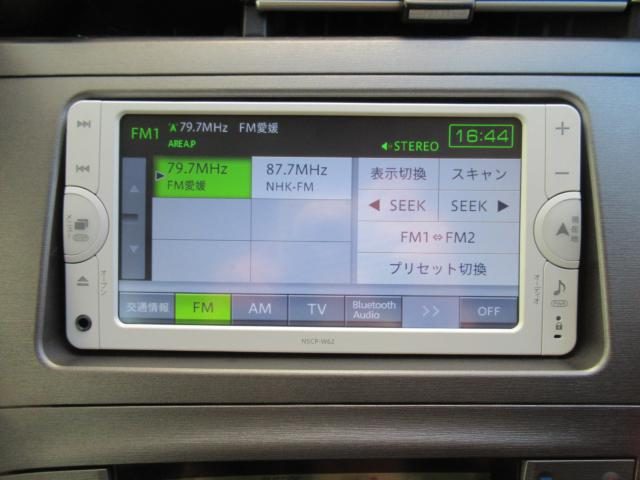 FM1 79.7MHz FM愛媛
AREA.P
STEREO
16:44
79.7MHz
FM愛媛
87.7MHz
NHK-FM
表示切換
スキャン
SEEK
SEEK
FM1⇔FM2
プリセット切換
交通情報
FM
AM
TV
Bluetooth Audio
>>
OFF
オープン
現在地
オーディオ
NSCP-W62